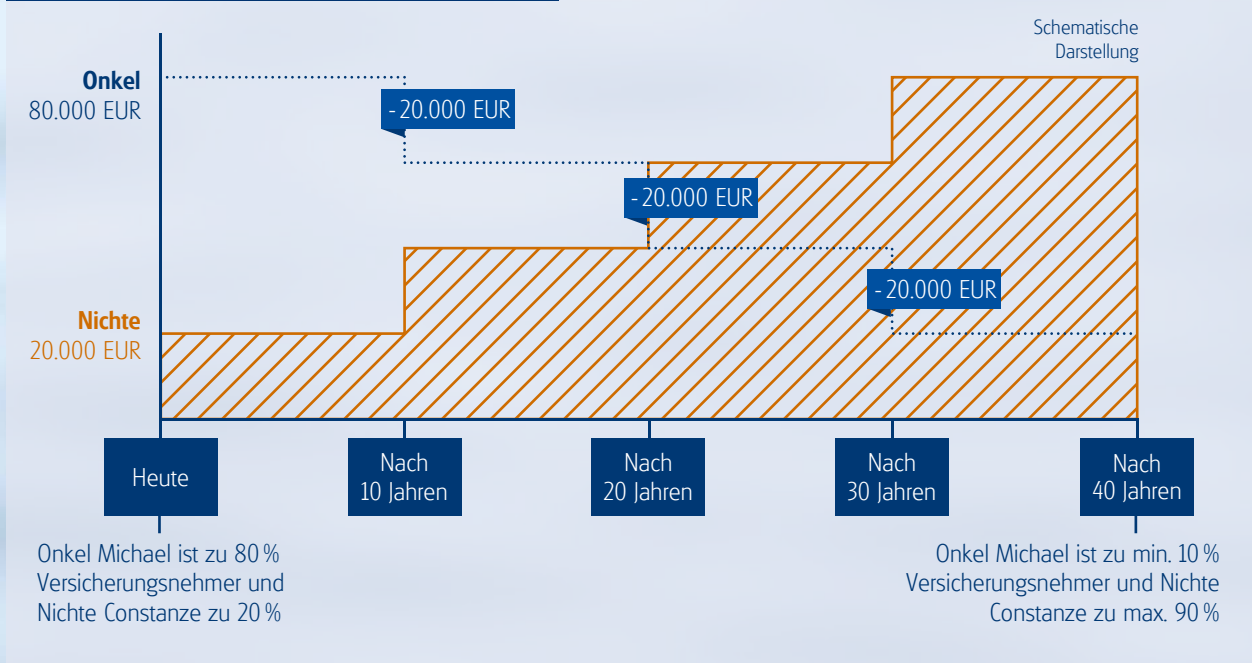 Schematische
Darstellung
Onkel
80.000 EUR
- 20.000 EUR
- 20.000 EUR
- 20.000 EUR
Nichte
20.000 EUR
Heute
Nach
10 Jahren
Nach
20 Jahren
Nach
30 Jahren
Nach
40 Jahren
Onkel Michael ist zu 80 %
Versicherungsnehmer und
Nichte Constanze zu 20 %
Onkel Michael ist zu min. 10 %
Versicherungsnehmer und Nichte
Constanze zu max. 90 %